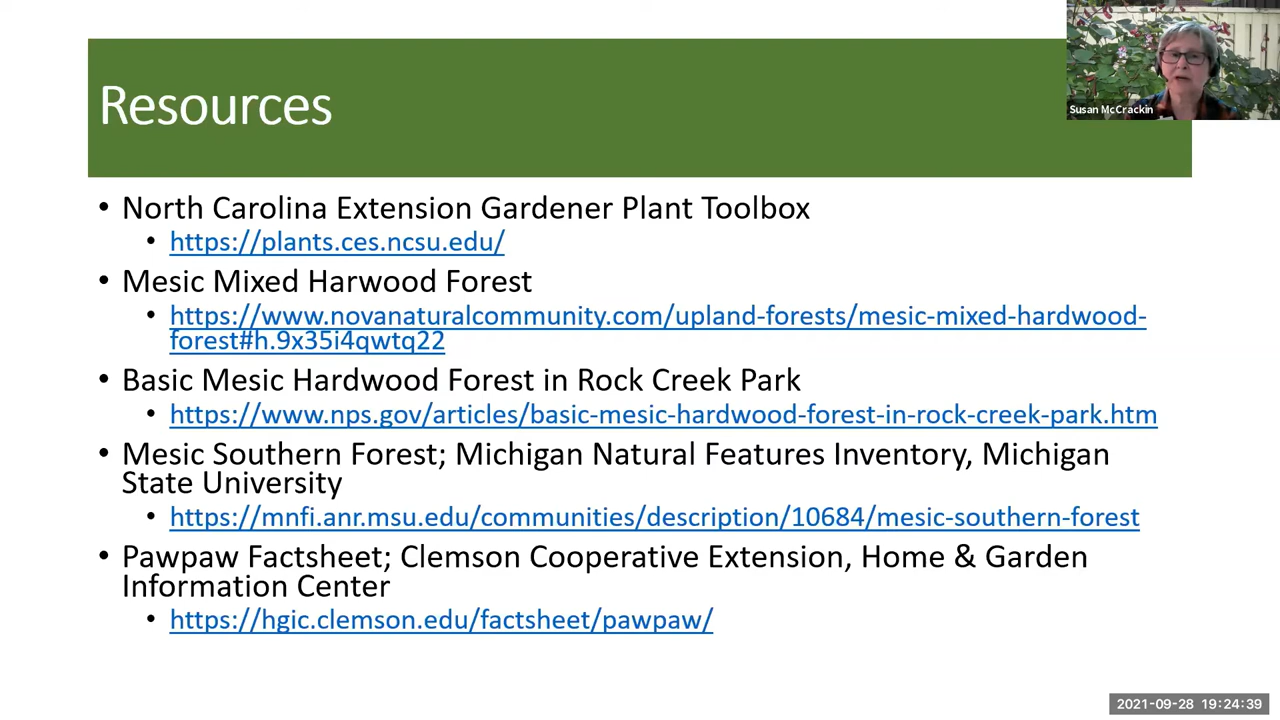 Resources
Susan McCrackin
• North Carolina Extension Gardener Plant Toolbox
• https://plants.ces.ncsu.edu/
• Mesic Mixed Harwood Forest
• https://www.novanaturalcommunity.com/upland-forests/mesic-mixed-hardwood-
forest#h.9x35i4qwtq22
• Basic Mesic Hardwood Forest in Rock Creek Park
• https://www.nps.gov/articles/basic-mesic-hardwood-forest-in-rock-creek-park.htm
• Mesic Southern Forest; Michigan Natural Features Inventory, Michigan
State University
• https://mnfi.anr.msu.edu/communities/description/10684/mesic-southern-forest
• Pawpaw Factsheet; Clemson Cooperative Extension, Home & Garden
Information Center
• https://hgic.clemson.edu/factsheet/pawpaw/
2021-09-28 19:24:39